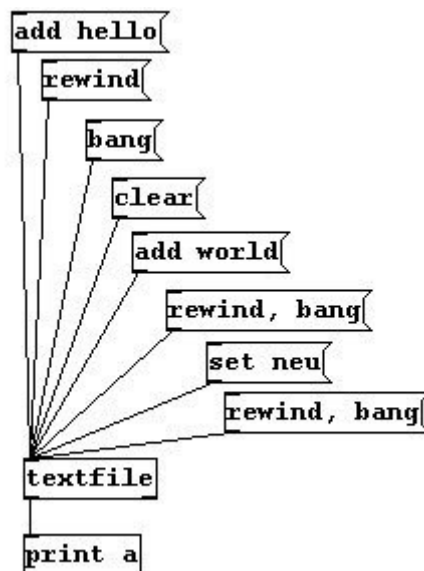 add hello
rewind
bang
clear
add world
rewind, bang
set neu
rewind, bang
textfile
print a